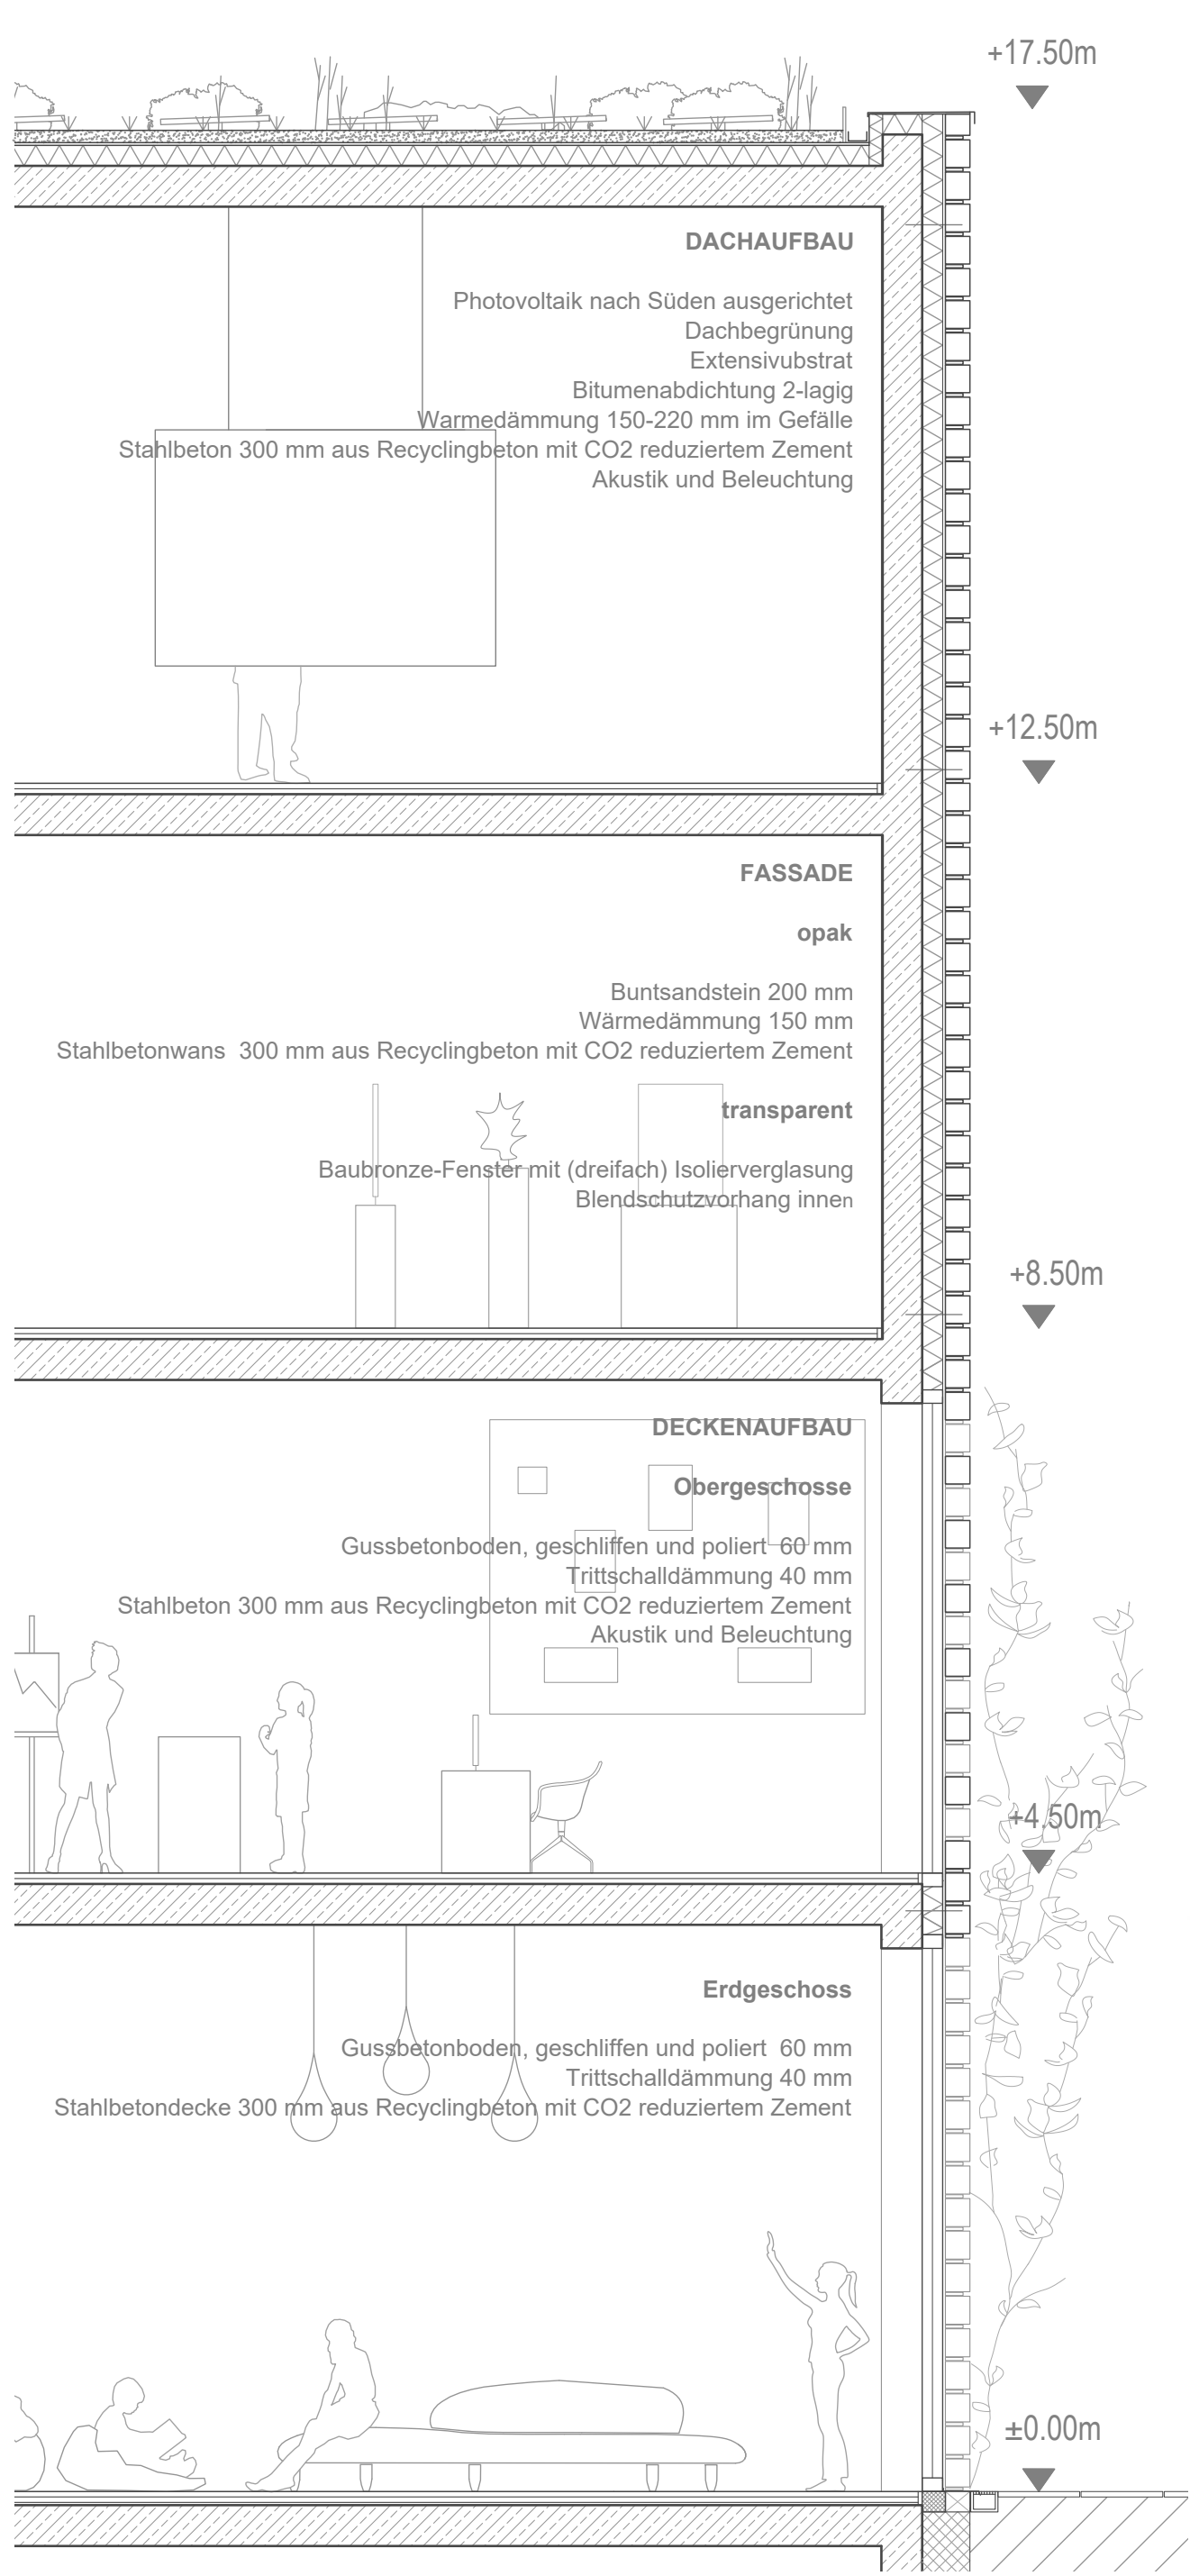 +17.50m
DACHAUFBAU
Photovoltaik nach Süden ausgerichtet
Dachbegrünung
Extensivubstrat
Bitumenabdichtung 2-lagig
Warmedämmung 150-220 mm im Gefälle
Stahlbeton 300 mm aus Recyclingbeton mit CO2 reduziertem Zement
Akustik und Beleuchtung
+12.50m
FASSADE
opak
Buntsandstein 200 mm
Wärmedämmung 150 mm
Stahlbetonwans  300 mm aus Recyclingbeton mit CO2 reduziertem Zement
transparent
Baubronze-Fenster mit (dreifach) Isolierverglasung
Blendschutzvorhang innen
+8.50m
DECKENAUFBAU
Obergeschosse
Gussbetonboden, geschliffen und poliert  60 mm
Trittschalldämmung 40 mm
Stahlbeton 300 mm aus Recyclingbeton mit CO2 reduziertem Zement
Akustik und Beleuchtung
+4.50m
Erdgeschoss
Gussbetonboden, geschliffen und poliert  60 mm
Trittschalldämmung 40 mm
Stahlbetondecke 300 mm aus Recyclingbeton mit CO2 reduziertem Zement
±0.00m